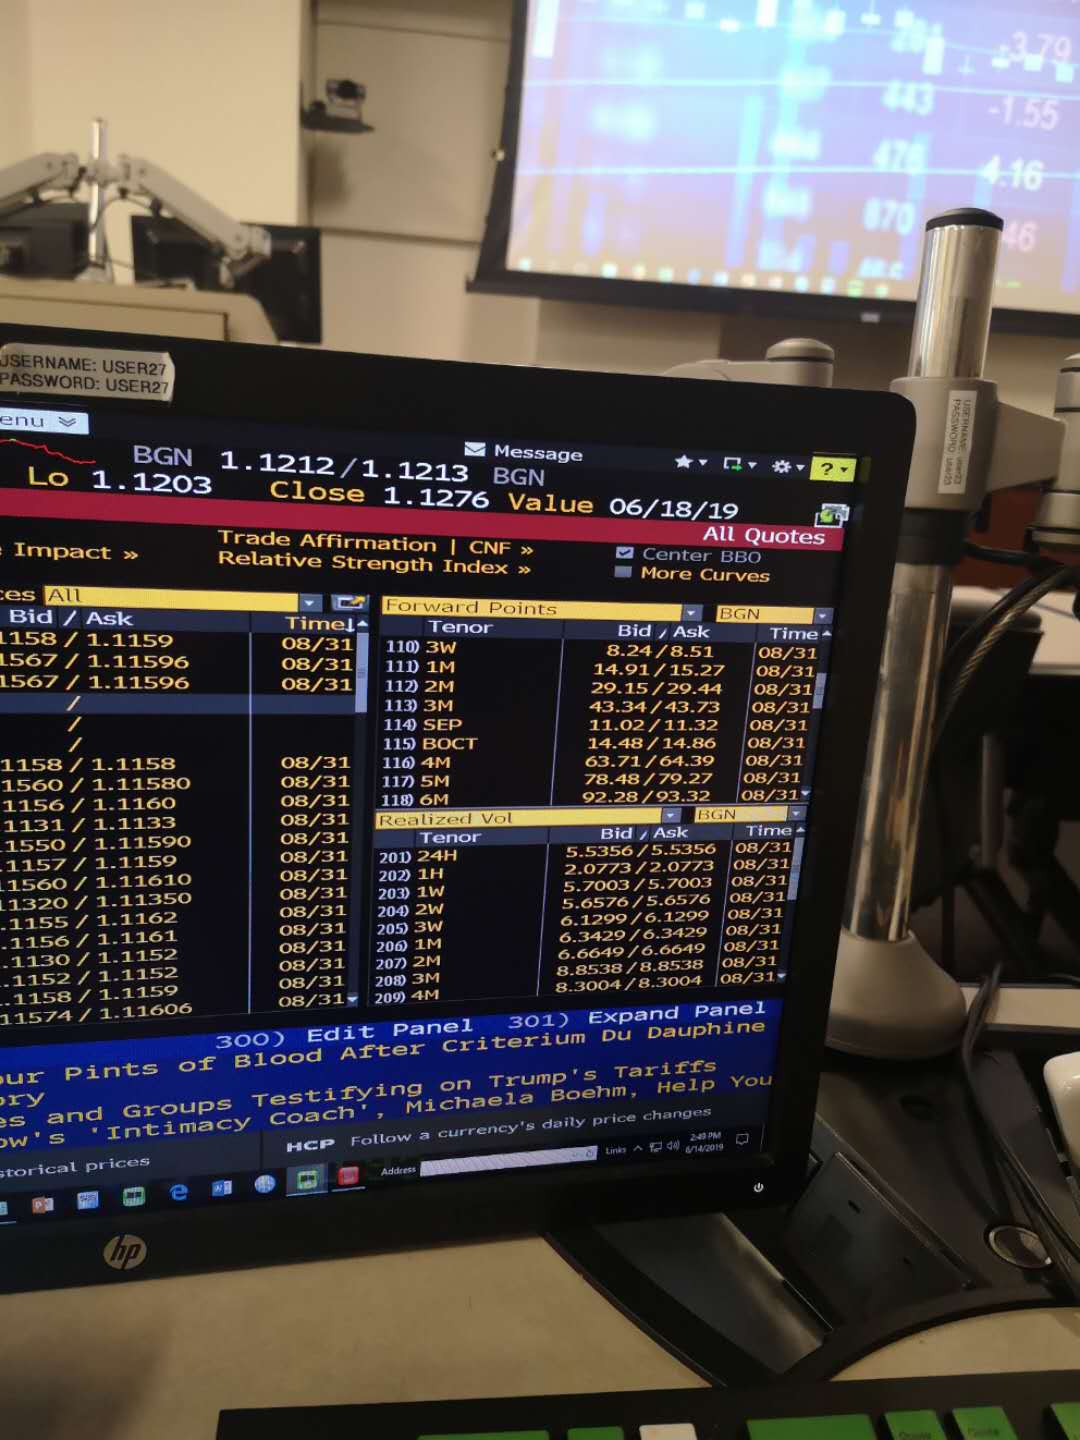 -3.79
443 -1.55
476 4.16
870
USERNAME: USER27
PASSWORD: USER27
enu
BGN 1.1212/1.1213 BGN
Message
Lo 1.1203 Close 1.1276 Value 06/18/19
All Quotes
Impact » Trade Affirmation | CNF » Center BBO
Relative Strength Index » More Curves
All
Bid / Ask Time
1158 / 1.1159 08/31
1567 / 1.11596 08/31
1567 / 1.11596 08/31
/
/
/
1158 / 1.1158 08/31
1560 / 1.11580 08/31
1156 / 1.1160 08/31
1131 / 1.1133 08/31
1550 / 1.11590 08/31
1157 / 1.1159 08/31
1560 / 1.11610 08/31
11320 / 1.11350 08/31
1155 / 1.1162 08/31
1156 / 1.1161 08/31
1130 / 1.1152 08/31
1152 / 1.1152 08/31
1158 / 1.1159 08/31
11574 / 1.11606 08/31
Forward Points BGN
Tenor Bid / Ask Time
110) 3W 8.24 / 8.51 08/31
111) 1M 14.91 / 15.27 08/31
112) 2M 29.15 / 29.44 08/31
113) 3M 43.34 / 43.73 08/31
114) SEP 11.02 / 11.32 08/31
115) BOCT 14.48 / 14.86 08/31
116) 4M 63.71 / 64.39 08/31
117) 5M 78.48 / 79.27 08/31
118) 6M 92.28 / 93.32 08/31
Realized Vol BGN
Tenor Bid / Ask Time
201) 24H 5.5356 / 5.5356 08/31
202) 1H 2.0773 / 2.0773 08/31
203) 1W 5.7003 / 5.7003 08/31
204) 2W 5.6576 / 5.6576 08/31
205) 3W 6.1299 / 6.1299 08/31
206) 1M 6.3429 / 6.3429 08/31
207) 2M 6.6649 / 6.6649 08/31
208) 3M 8.8538 / 8.8538 08/31
209) 4M 8.3004 / 8.3004 08/31
300) Edit Panel 301) Expand Panel
our Pints of Blood After Criterium Du Dauphine
ory
es and Groups Testifying on Trump's Tariffs
ow's 'Intimacy Coach', Michaela Boehm, Help You
storical prices HCP Follow a currency's daily price changes
Address Links 2:49 PM
6/14/2019
hp